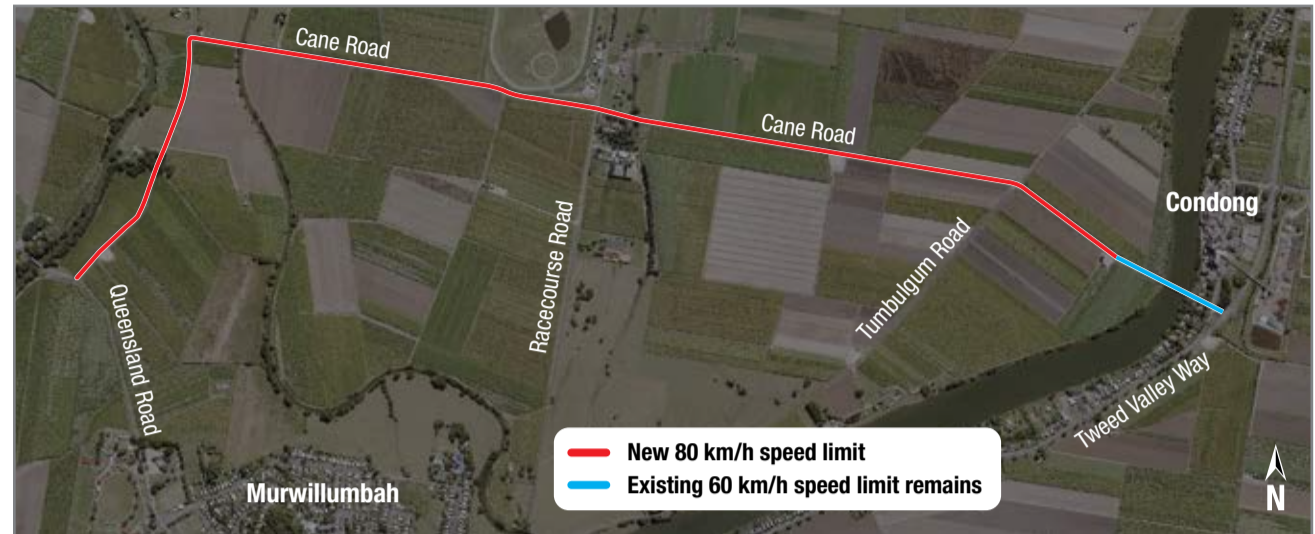 Cane Road
Cane Road
Condong
Racecourse Road
Tumbulgum Road
Queensland Road
Tweed Valley Way
Murwillumbah
New 80 km/h speed limit
Existing 60 km/h speed limit remains
N